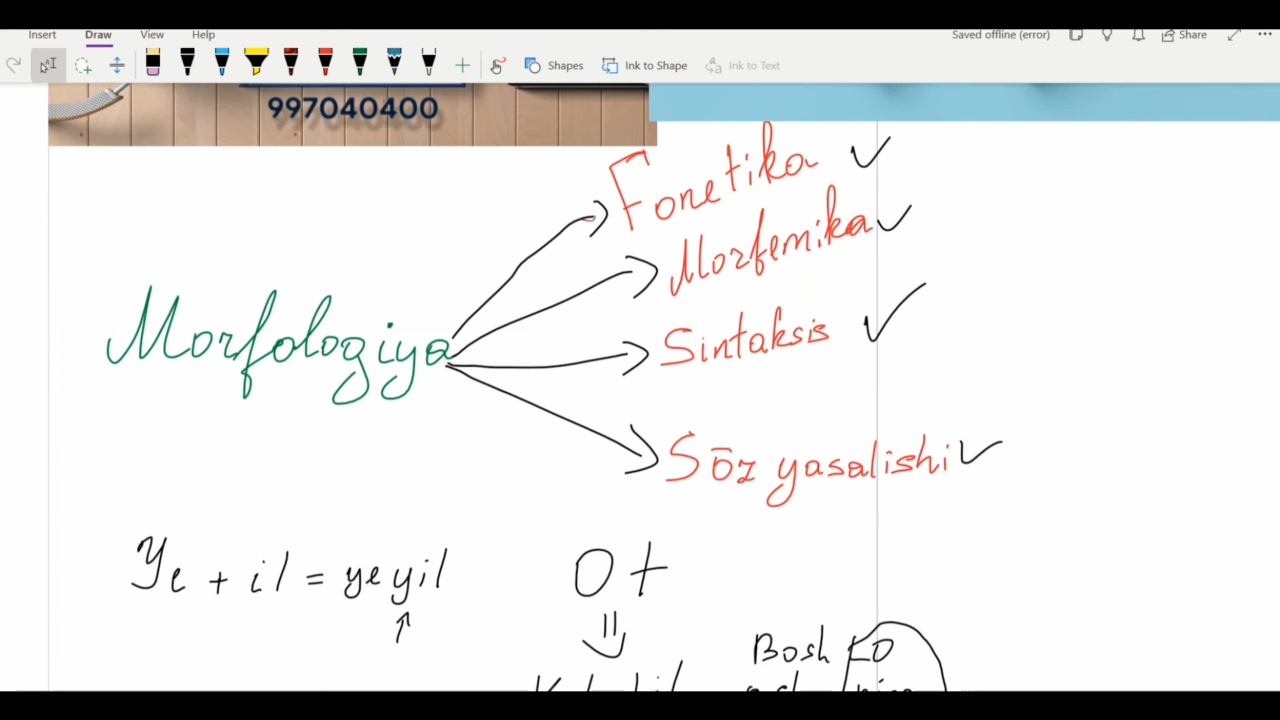 Insert Draw View Help Saved offline (error) Share
Shapes Ink to Shape Ink to Text
997040400
Fonetika
Morfemika
Morfologiya
Sintaksis
Sōz yasalishi
Ye + il = yeyil
Ot
Bosh